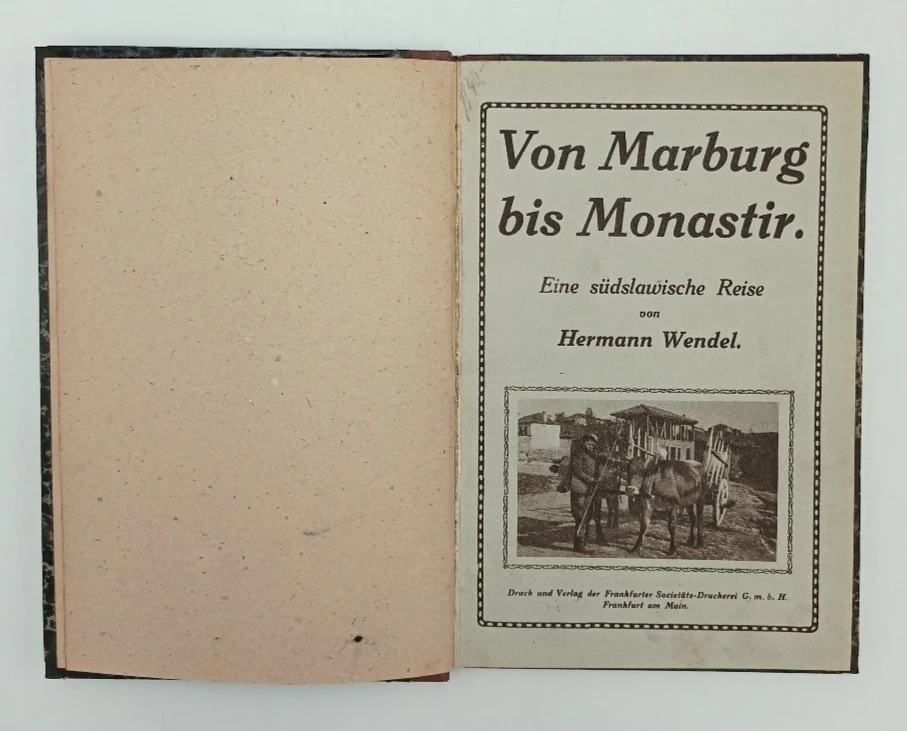 Von Marburg
bis Monastir.
Eine südslawische Reise
von
Hermann Wendel.
Druck und Verlag der Frankfurter Societäts-Druckerei G. m. b. H.
Frankfurt am Main.